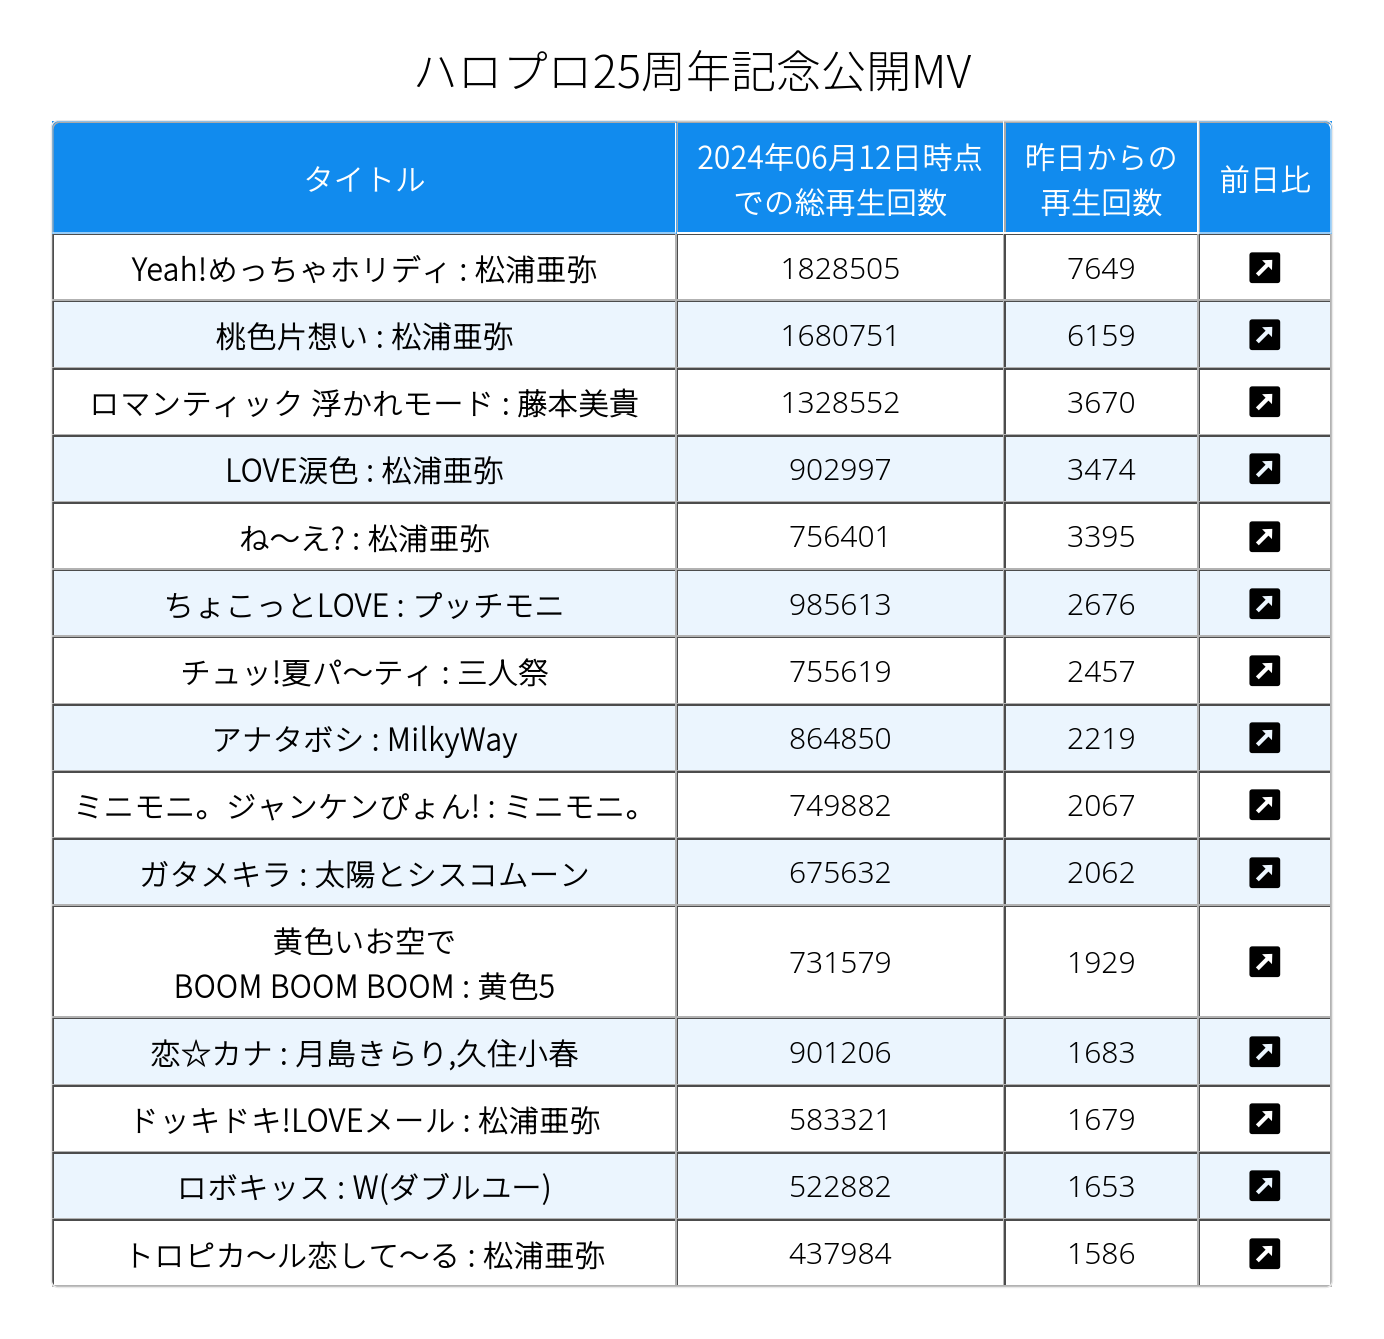 ハロプロ25周年記念公開MV
タイトル 2024年06月12日時点での総再生回数 昨日からの再生回数 前日比
Yeah!めっちゃホリディ : 松浦亜弥 1828505 7649 ↗
桃色片想い : 松浦亜弥 1680751 6159 ↗
ロマンティック 浮かれモード : 藤本美貴 1328552 3670 ↗
LOVE涙色 : 松浦亜弥 902997 3474 ↗
ね～え? : 松浦亜弥 756401 3395 ↗
ちょこっとLOVE : プッチモニ 985613 2676 ↗
チュッ!夏パ～ティ : 三人祭 755619 2457 ↗
アナタボシ : MilkyWay 864850 2219 ↗
ミニモニ。ジャンケンぴょん! : ミニモニ。 749882 2067 ↗
ガタメキラ : 太陽とシスコムーン 675632 2062 ↗
黄色いお空で
BOOM BOOM BOOM : 黄色5 731579 1929 ↗
恋☆カナ : 月島きらり,久住小春 901206 1683 ↗
ドッキドキ!LOVEメール : 松浦亜弥 583321 1679 ↗
ロボキッス : W(ダブルユー) 522882 1653 ↗
トロピカ～ル恋して～る : 松浦亜弥 437984 1586 ↗